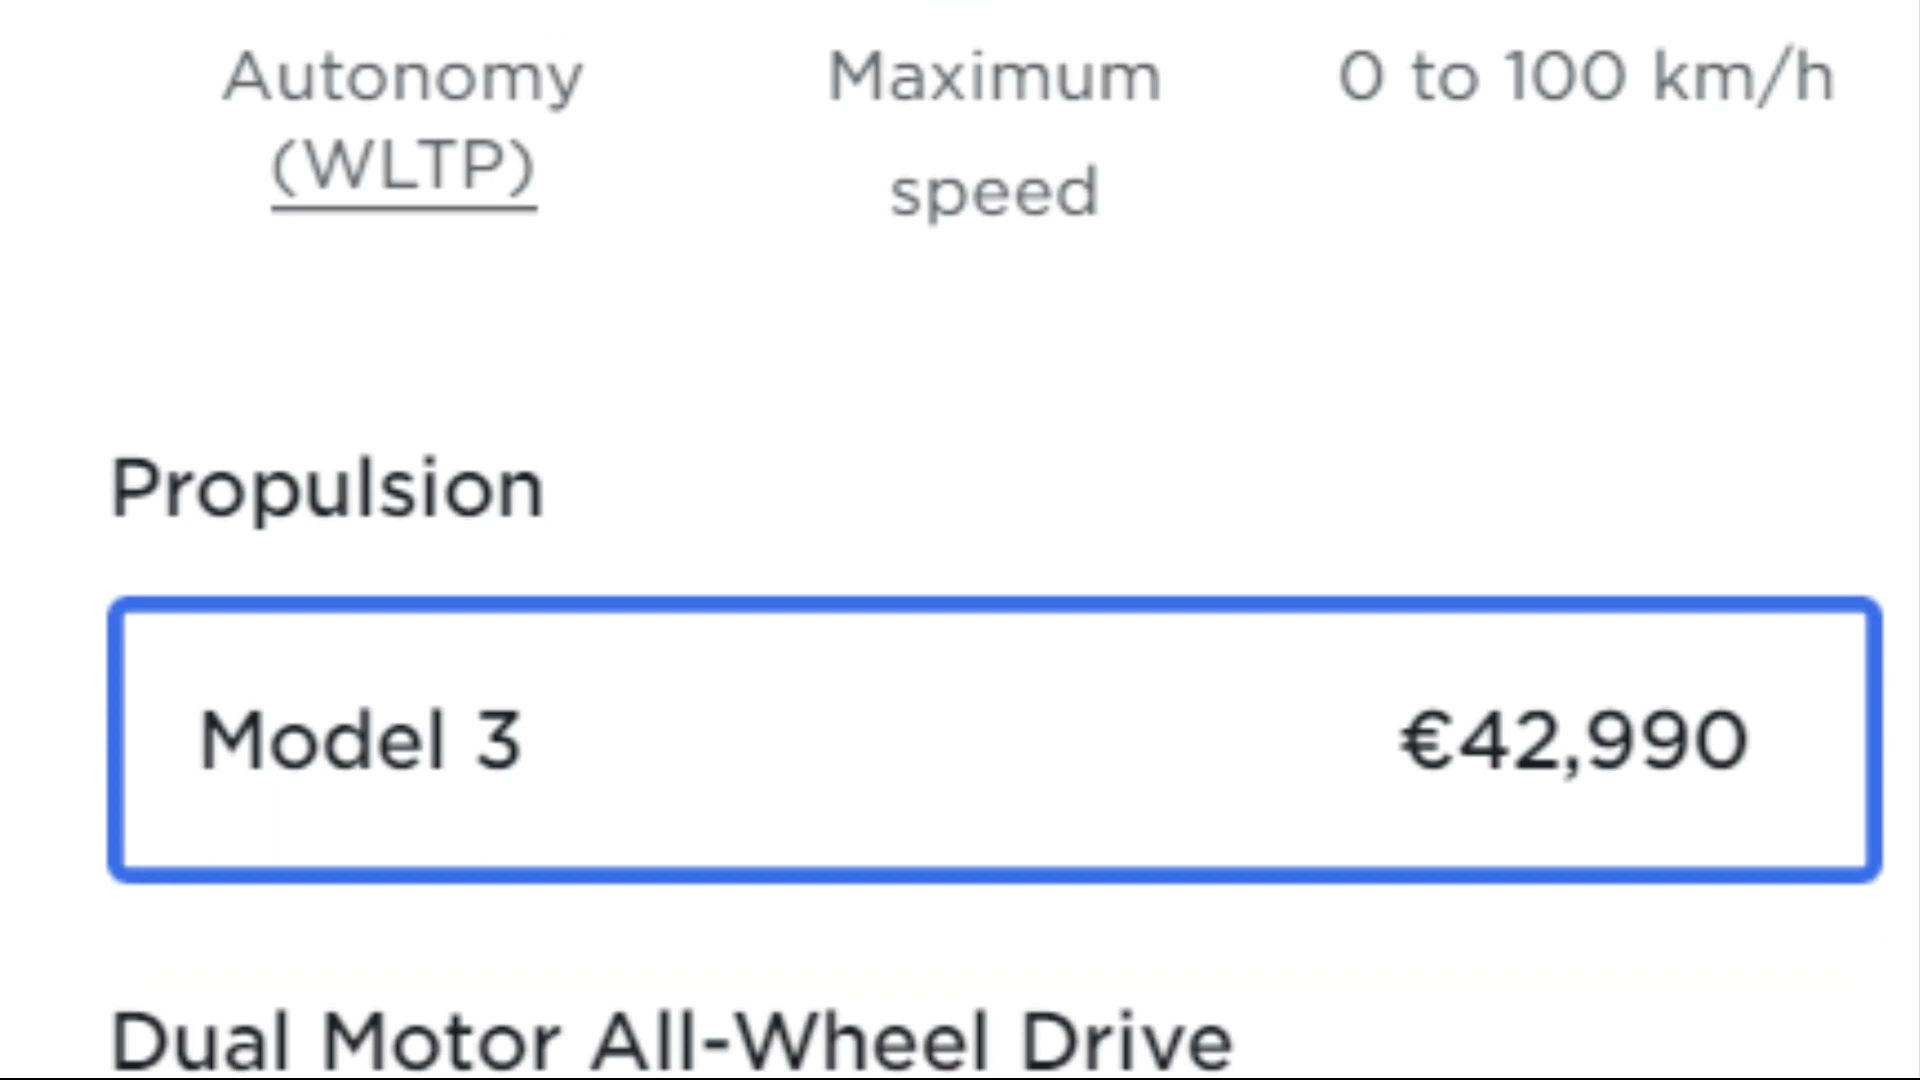 Autonomy
(WLTP)
Maximum
speed
0 to 100 km/h
Propulsion
Model 3 €42,990
Dual Motor All-Wheel Drive